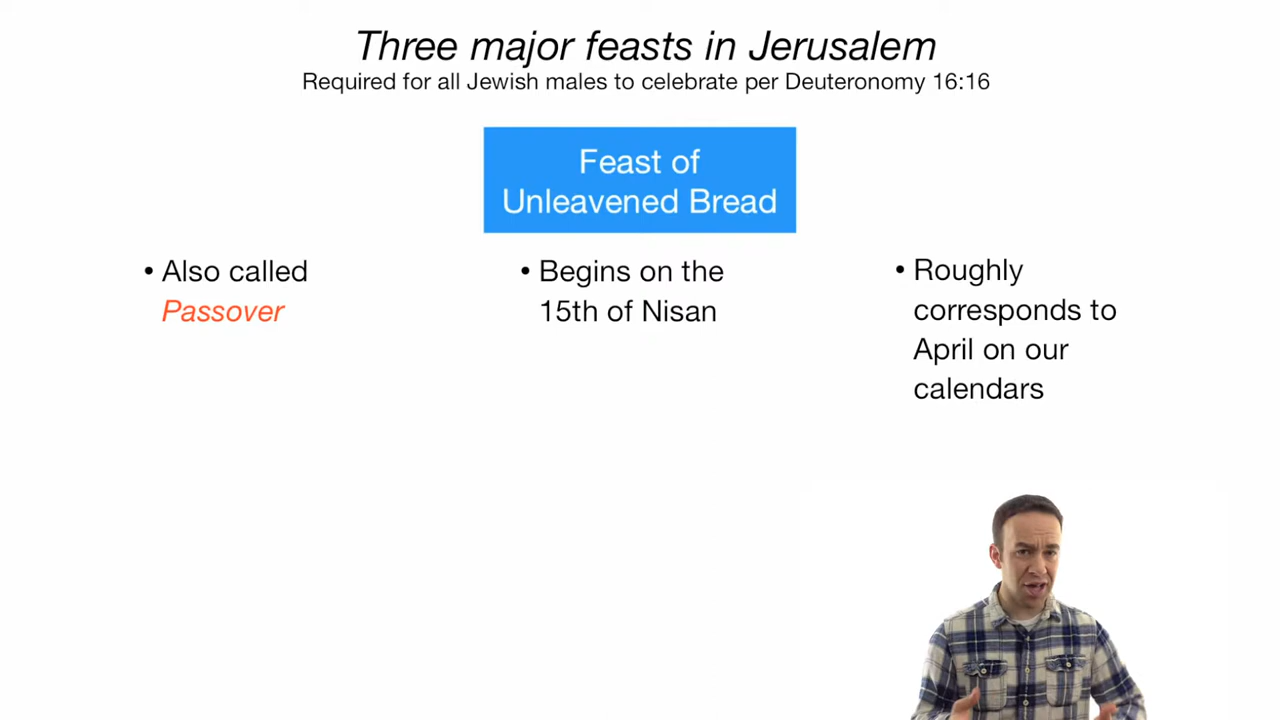 Three major feasts in Jerusalem
Required for all Jewish males to celebrate per Deuteronomy 16:16
Feast of
Unleavened Bread
• Also called
Passover
• Begins on the
15th of Nisan
• Roughly
corresponds to
April on our
calendars